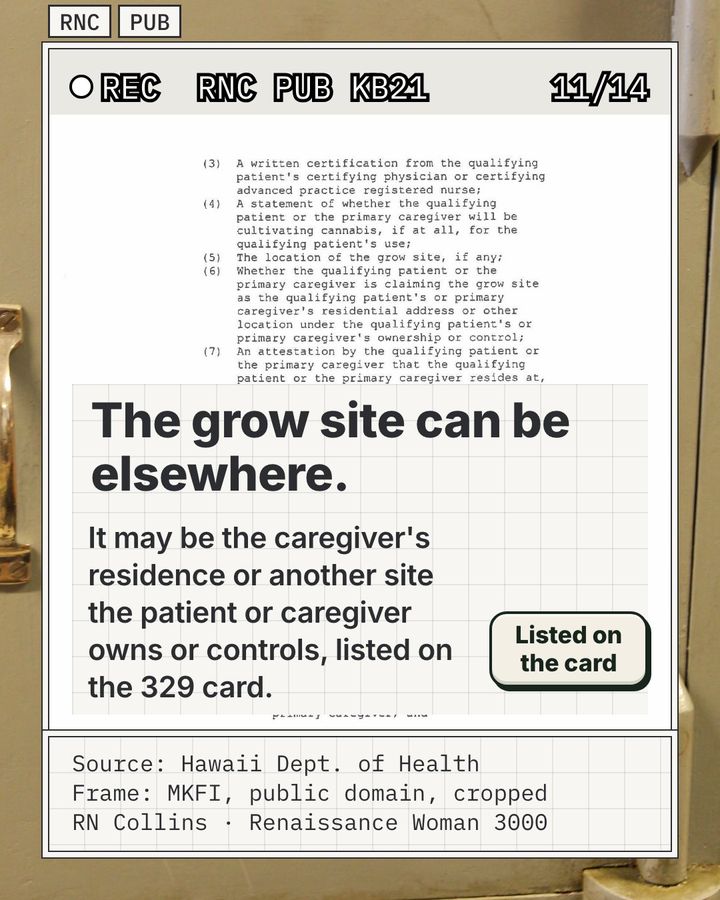 RNC PUB
REC RNC PUB KB21 11/14
(3) A written certification from the qualifying
patient's certifying physician or certifying
advanced practice registered nurse;
(4) A statement of whether the qualifying
patient or the primary caregiver will be
cultivating cannabis, if at all, for the
qualifying patient's use;
(5) The location of the grow site, if any;
(6) Whether the qualifying patient or the
primary caregiver is claiming the grow site
as the qualifying patient's or primary
caregiver's residential address or other
location under the qualifying patient's or
primary caregiver's ownership or control;
(7) An attestation by the qualifying patient or
the primary caregiver that the qualifying
patient or the primary caregiver resides at,
The grow site can be
elsewhere.
It may be the caregiver's
residence or another site
the patient or caregiver
owns or controls, listed on
the 329 card.
Listed on
the card
Source: Hawaii Dept. of Health
Frame: MKFI, public domain, cropped
RN Collins · Renaissance Woman 3000